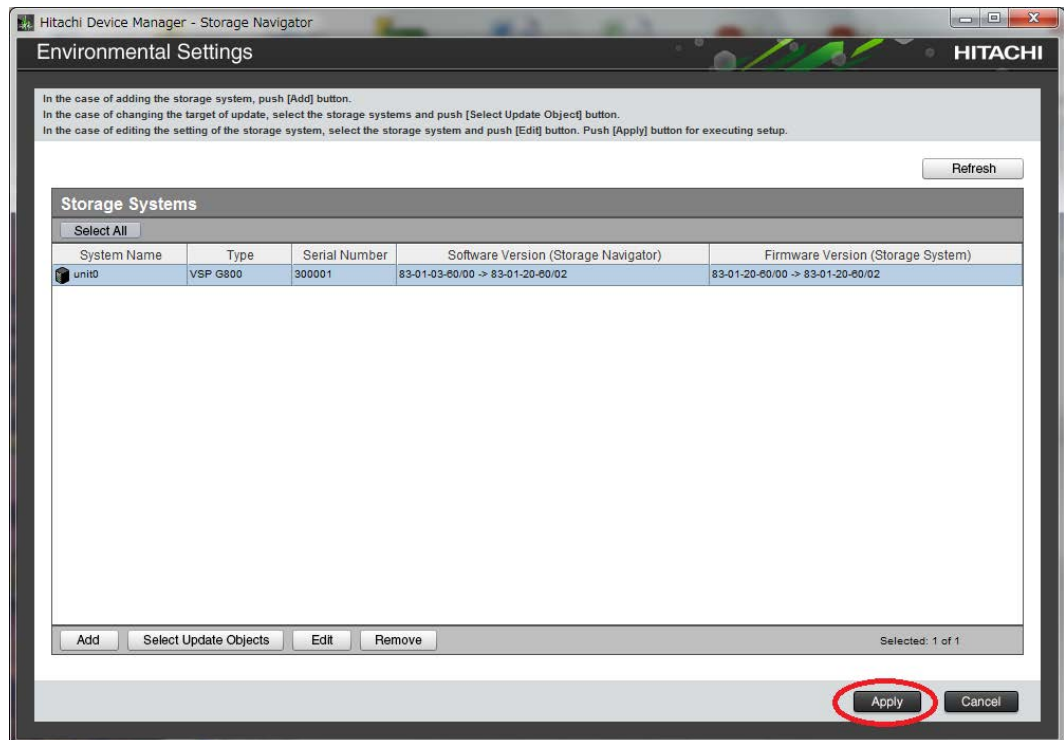 Hitachi Device Manager - Storage Navigator
Environmental Settings
HITACHI
In the case of adding the storage system, push [Add] button.
In the case of changing the target of update, select the storage systems and push [Select Update Object] button.
In the case of editing the setting of the storage system, select the storage system and push [Edit] button. Push [Apply] button for executing setup.
Refresh
Storage Systems
Select All
System Name Type Serial Number Software Version (Storage Navigator) Firmware Version (Storage System)
unit0 VSP G800 300001 83-01-03-60/00 -> 83-01-20-60/02 83-01-20-60/00 -> 83-01-20-60/02
Add Select Update Objects Edit Remove Selected: 1 of 1
Apply Cancel